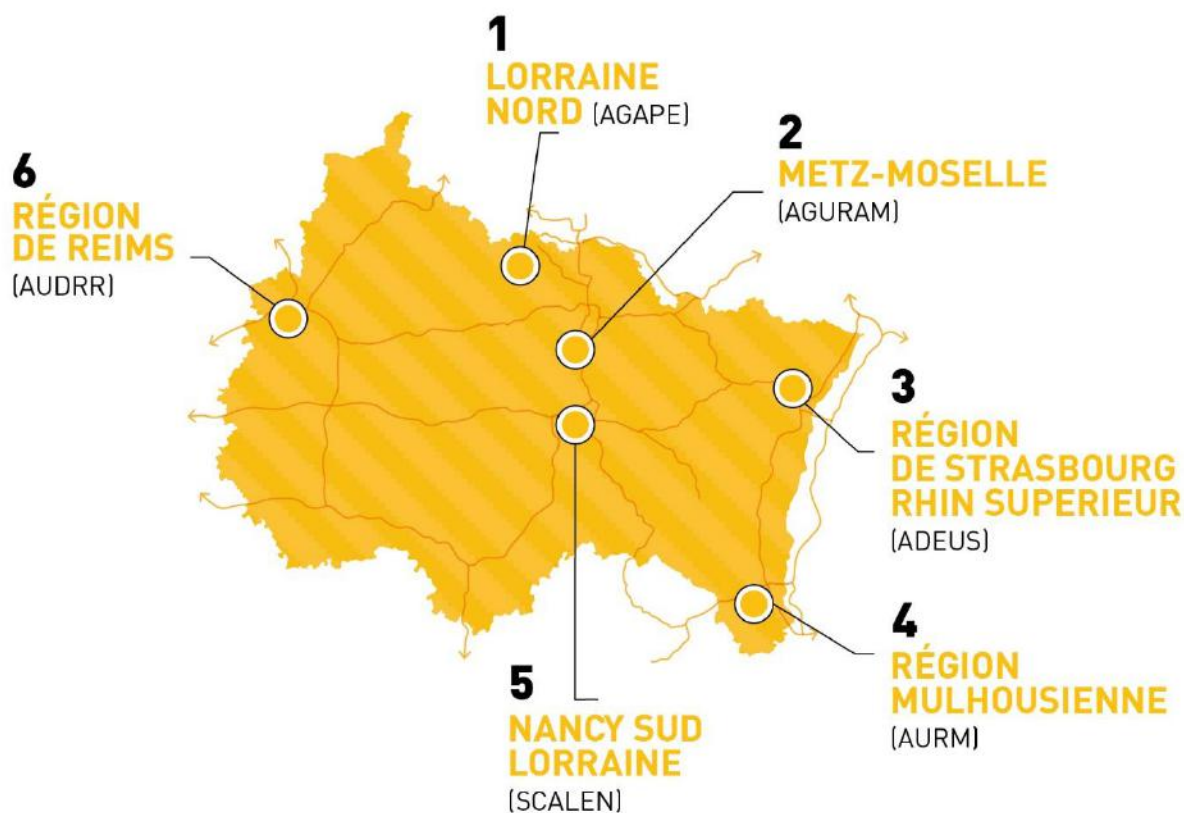 1
LORRAINE
NORD (AGAPE)
2
METZ-MOSELLE
(AGURAM)
3
RÉGION
DE STRASBOURG
RHIN SUPERIEUR
(ADEUS)
4
RÉGION
MULHOUSIENNE
(AURM)
5
NANCY SUD
LORRAINE
(SCALEN)
6
RÉGION
DE REIMS
(AUDRR)